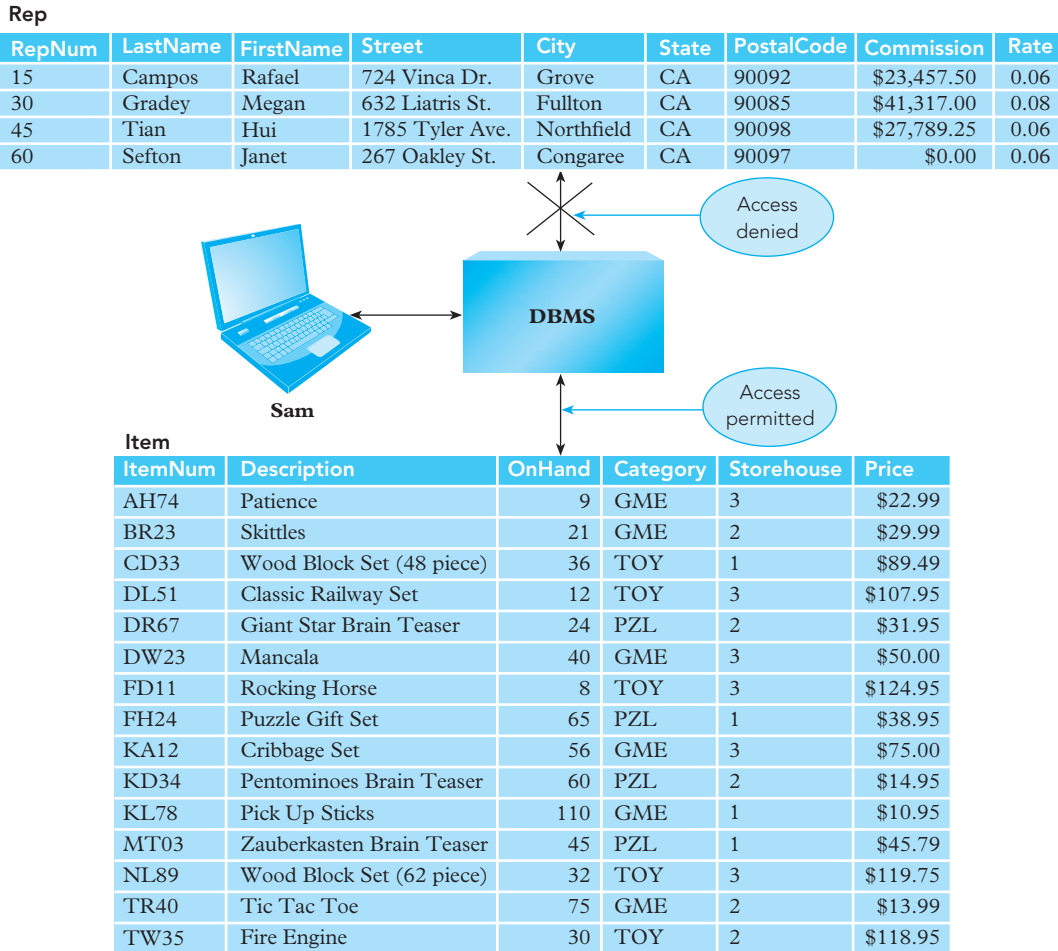 Rep
RepNum LastName FirstName Street City State PostalCode Commission Rate
15 Campos Rafael 724 Vinca Dr. Grove CA 90092 $23,457.50 0.06
30 Gradey Megan 632 Liatris St. Fullton CA 90085 $41,317.00 0.08
45 Tian Hui 1785 Tyler Ave. Northfield CA 90098 $27,789.25 0.06
60 Sefton Janet 267 Oakley St. Congaree CA 90097 $0.00 0.06
Access
denied
DBMS
Sam
Access
permitted
Item
ItemNum Description OnHand Category Storehouse Price
AH74 Patience 9 GME 3 $22.99
BR23 Skittles 21 GME 2 $29.99
CD33 Wood Block Set (48 piece) 36 TOY 1 $89.49
DL51 Classic Railway Set 12 TOY 3 $107.95
DR67 Giant Star Brain Teaser 24 PZL 2 $31.95
DW23 Mancala 40 GME 3 $50.00
FD11 Rocking Horse 8 TOY 3 $124.95
FH24 Puzzle Gift Set 65 PZL 1 $38.95
KA12 Cribbage Set 56 GME 3 $75.00
KD34 Pentominoes Brain Teaser 60 PZL 2 $14.95
KL78 Pick Up Sticks 110 GME 1 $10.95
MT03 Zauberkasten Brain Teaser 45 PZL 1 $45.79
NL89 Wood Block Set (62 piece) 32 TOY 3 $119.75
TR40 Tic Tac Toe 75 GME 2 $13.99
TW35 Fire Engine 30 TOY 2 $118.95